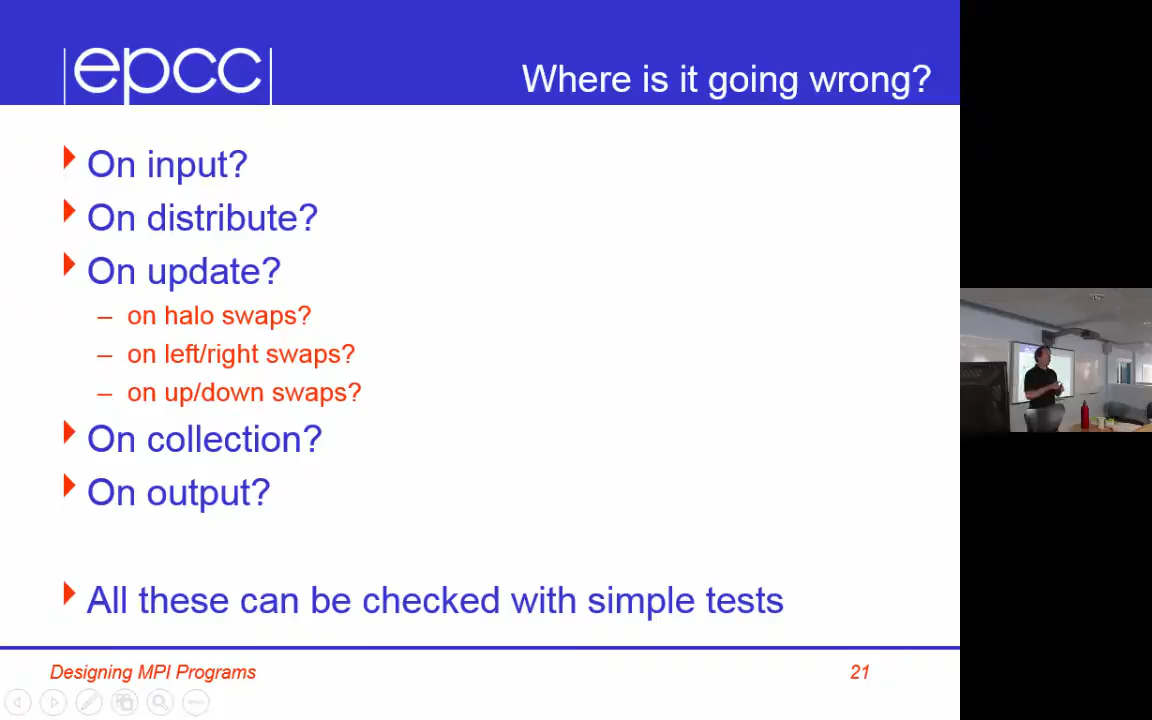 |epcc|
Where is it going wrong?
On input?
On distribute?
On update?
– on halo swaps?
– on left/right swaps?
– on up/down swaps?
On collection?
On output?
All these can be checked with simple tests
Designing MPI Programs
21